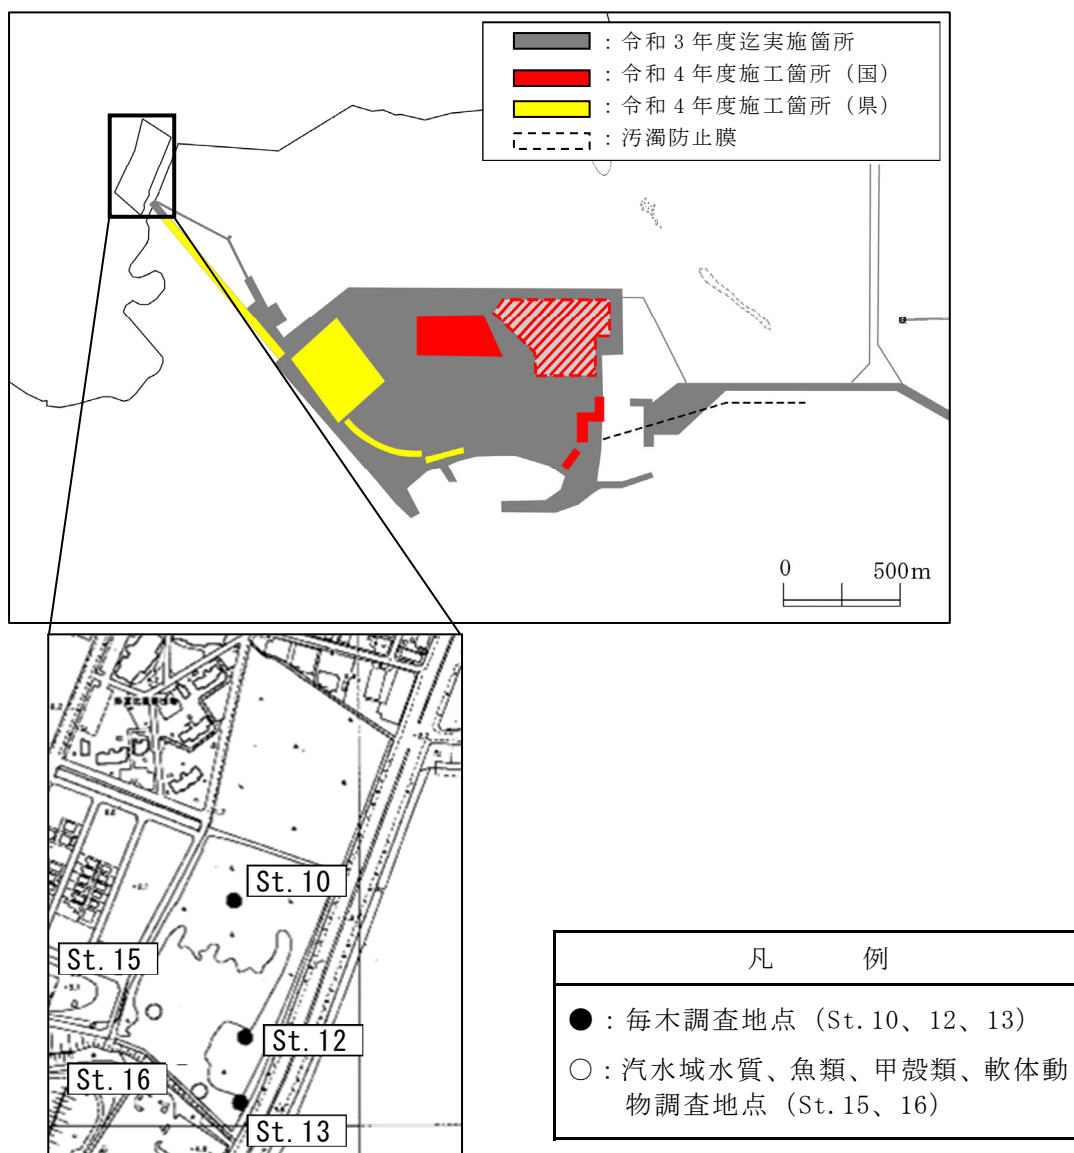 ：令和3年度迄実施箇所
：令和4年度施工箇所（国）
：令和4年度施工箇所（県）
：汚濁防止膜
0 500m
St.10
St.15
St.12
St.16
St.13
凡 例
●：毎木調査地点（St.10、12、13）
○：汽水域水質、魚類、甲殻類、軟体動
物調査地点（St.15、16）